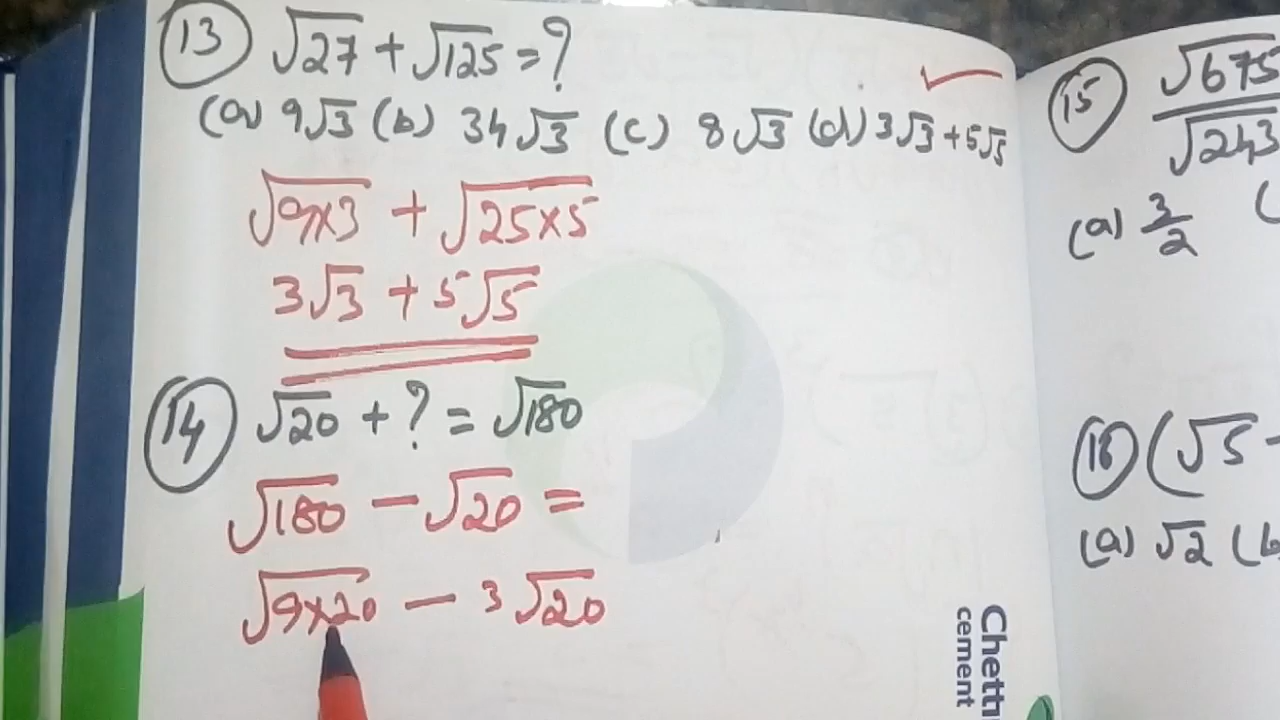 (13) √27 + √125 = ?
(a) 9√3 (b) 34√3 (c) 8√3 (d) 3√3 + 5√5
√9×3 + √25×5
3√3 + 5√5
(14) √20 + ? = √180
√180 − √20 =
√9×20 − 3√20
(15) √675
√243
(a) 3/2 (
(16) (√5 -
(a) √2 (b
Chetti
cement